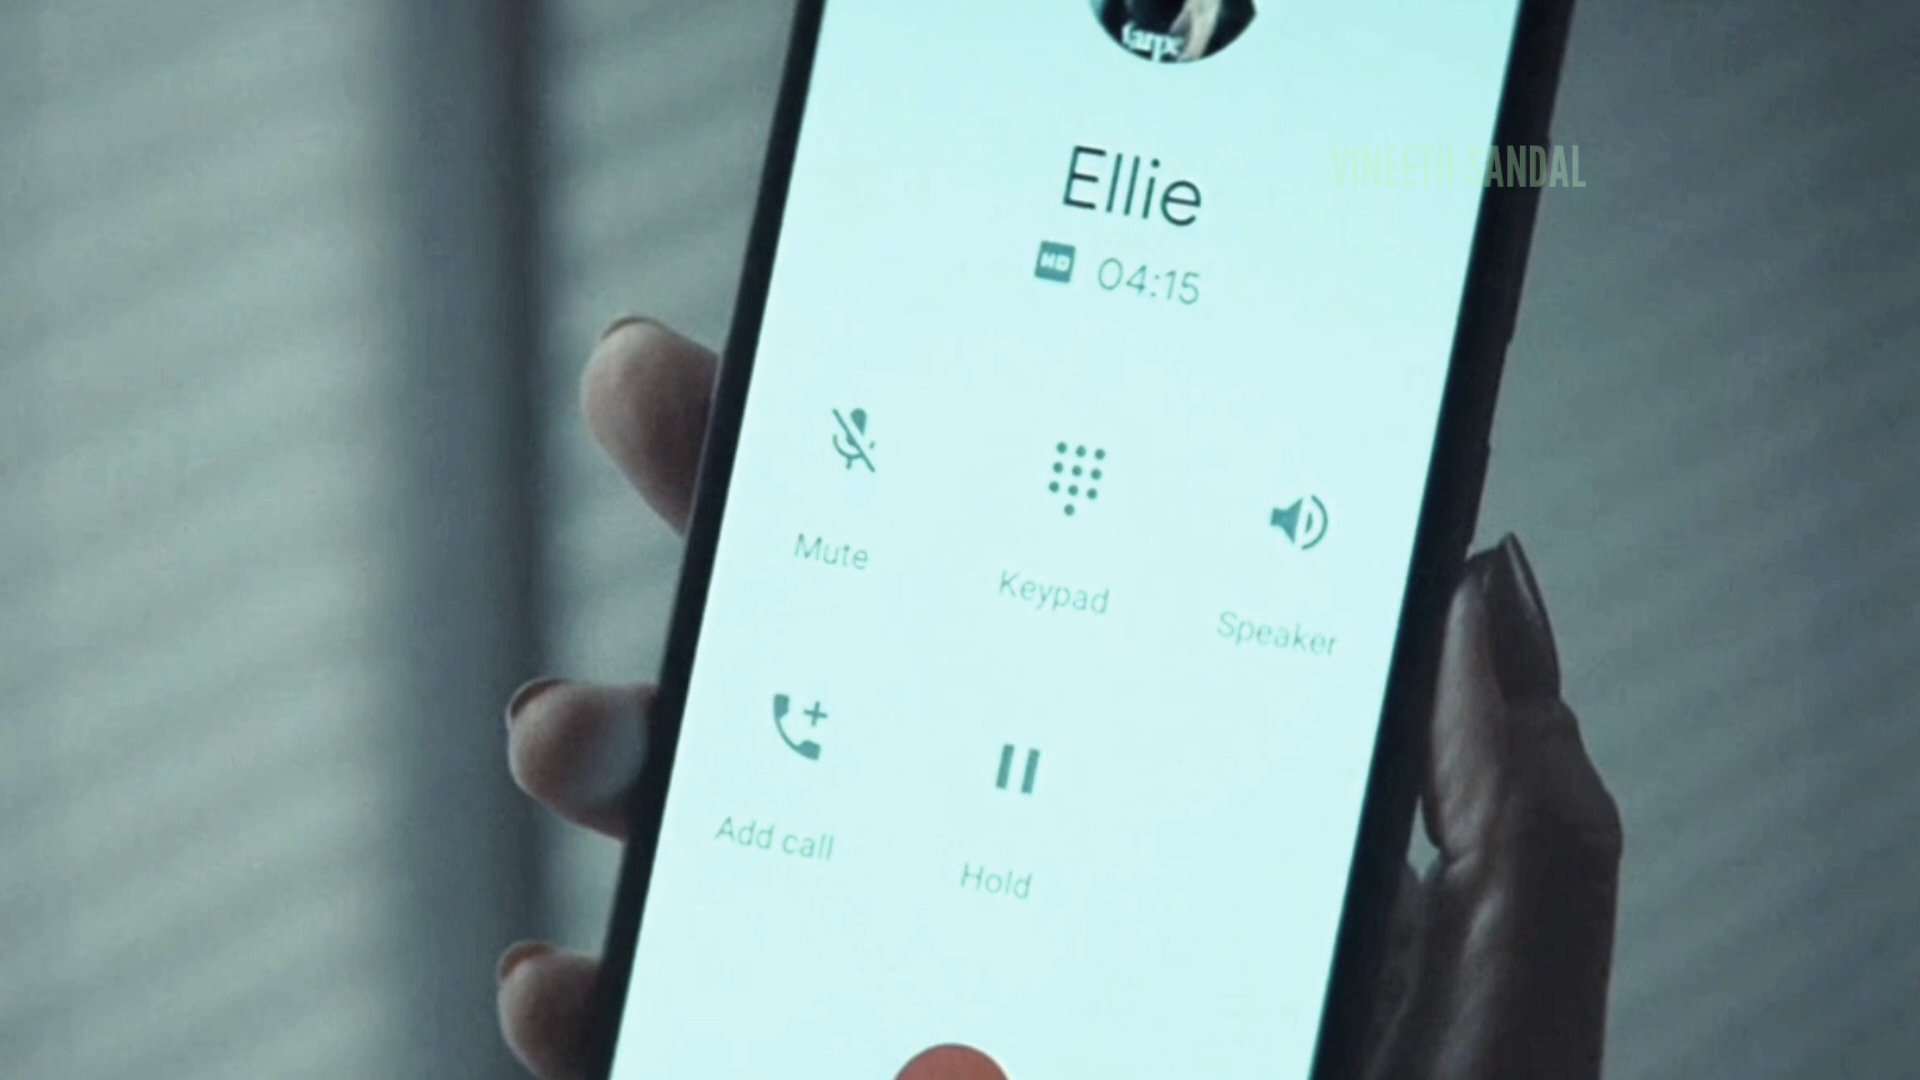 Ellie
VINEETH SANDAL
HD 04:15
Mute
Keypad
Speaker
Add call
Hold